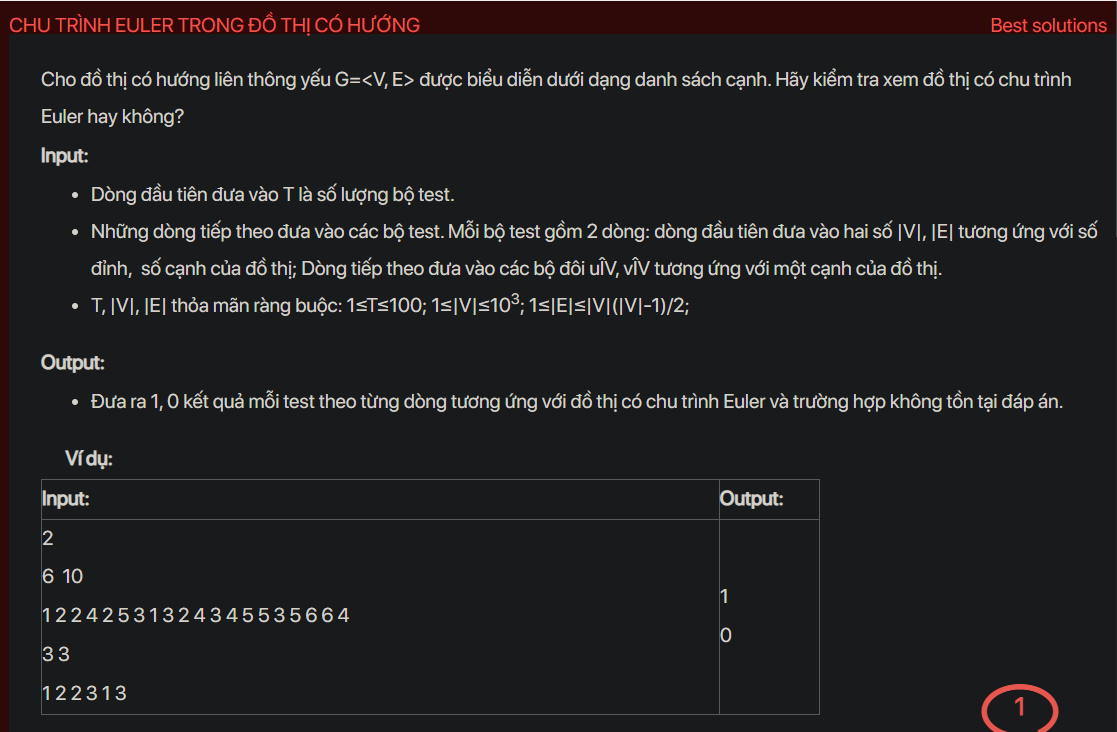 CHU TRÌNH EULER TRONG ĐỒ THỊ CÓ HƯỚNG
Best solutions
Cho đồ thị có hướng liên thông yếu G=<V, E> được biểu diễn dưới dạng danh sách cạnh. Hãy kiểm tra xem đồ thị có chu trình
Euler hay không?
Input:
• Dòng đầu tiên đưa vào T là số lượng bộ test.
• Những dòng tiếp theo đưa vào các bộ test. Mỗi bộ test gồm 2 dòng: dòng đầu tiên đưa vào hai số |V|, |E| tương ứng với số
đỉnh, số cạnh của đồ thị; Dòng tiếp theo đưa vào các bộ đôi uÎV, vÎV tương ứng với một cạnh của đồ thị.
• T, |V|, |E| thỏa mãn ràng buộc: 1≤T≤100; 1≤|V|≤10³; 1≤|E|≤|V|(|V|-1)/2;
Output:
• Đưa ra 1, 0 kết quả mỗi test theo từng dòng tương ứng với đồ thị có chu trình Euler và trường hợp không tồn tại đáp án.
Ví dụ:
Input:
Output:
2
6 10
1 2 2 4 2 5 3 1 3 2 4 3 4 5 5 3 5 6 6 4
3 3
1 2 2 3 1 3
1
0
1